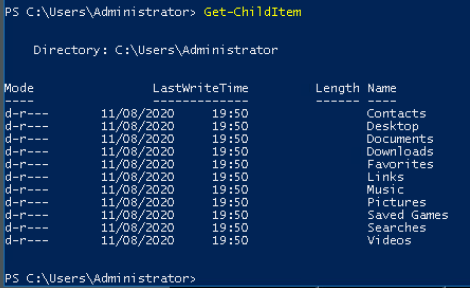 PS C:\Users\Administrator> Get-ChildItem
Directory: C:\Users\Administrator
Mode LastWriteTime Length Name
---- ------------- ------ ----
d-r--- 11/08/2020 19:50 Contacts
d-r--- 11/08/2020 19:50 Desktop
d-r--- 11/08/2020 19:50 Documents
d-r--- 11/08/2020 19:50 Downloads
d-r--- 11/08/2020 19:50 Favorites
d-r--- 11/08/2020 19:50 Links
d-r--- 11/08/2020 19:50 Music
d-r--- 11/08/2020 19:50 Pictures
d-r--- 11/08/2020 19:50 Saved Games
d-r--- 11/08/2020 19:50 Searches
d-r--- 11/08/2020 19:50 Videos
PS C:\Users\Administrator>